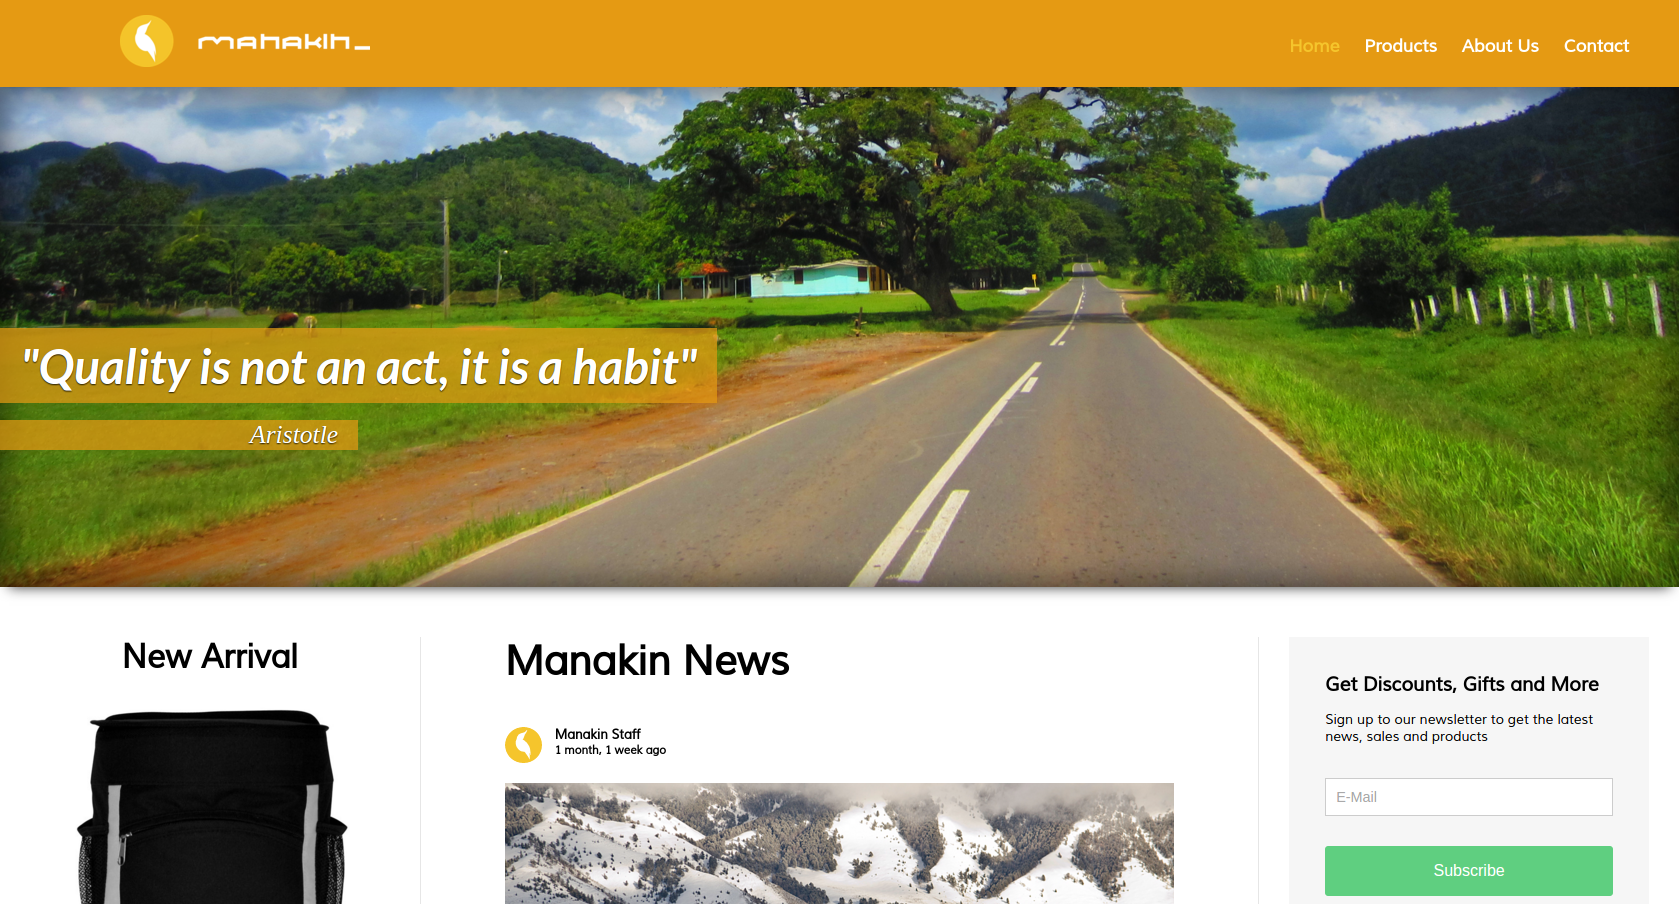 manakin_
Home Products About Us Contact
"Quality is not an act, it is a habit"
Aristotle
New Arrival
Manakin News
Manakin Staff
1 month, 1 week ago
Get Discounts, Gifts and More
Sign up to our newsletter to get the latest
news, sales and products
E-Mail
Subscribe